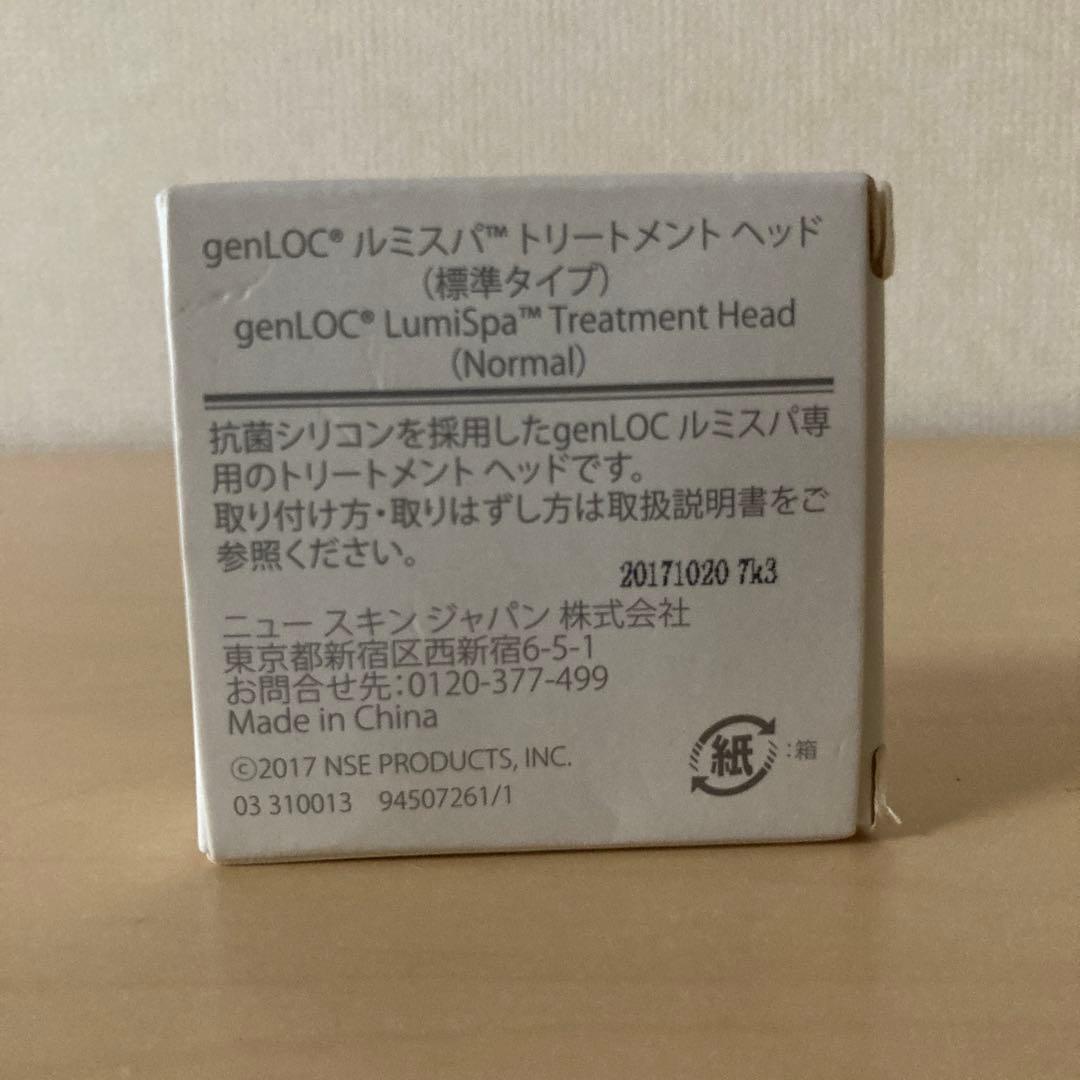 genLOC® ルミスパ™ トリートメント ヘッド
（標準タイプ）
genLOC® LumiSpa™ Treatment Head
（Normal）
抗菌シリコンを採用したgenLOC ルミスパ専
用のトリートメント ヘッドです。
取り付け方・取りはずし方は取扱説明書をご
参照ください。
20171020 7k3
ニュー スキン ジャパン 株式会社
東京都新宿区西新宿6-5-1
お問合せ先：0120-377-499
Made in China
©2017 NSE PRODUCTS, INC.
紙：箱
03 310013 94507261/1